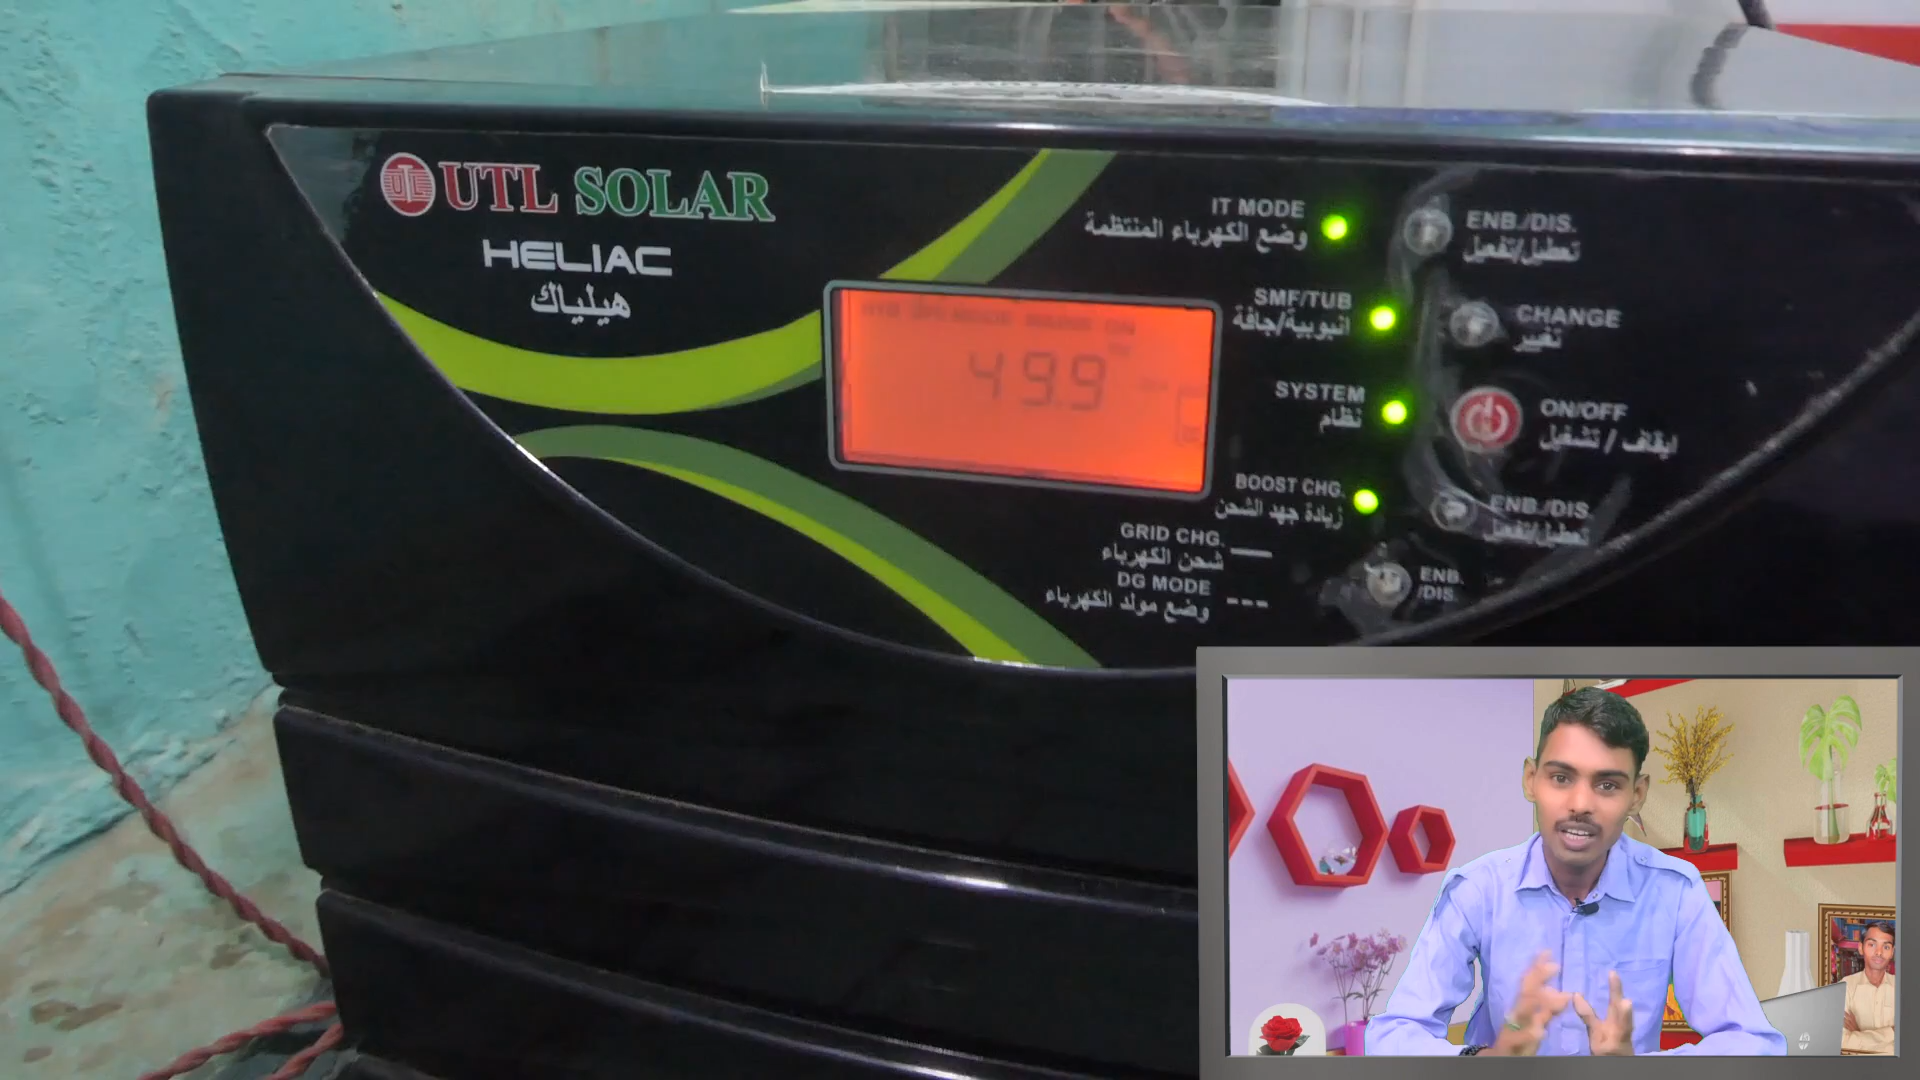 UTL SOLAR
HELIAC
هيلياك
IT MODE
وضع الكهرباء المنتظمة
ENB./DIS.
تعطيل/تفعيل
SMF/TUB
انبوبية/جافة
CHANGE
تغيير
49.9
SYSTEM
نظام
ON/OFF
ايقاف / تشغيل
BOOST CHG.
زيادة جهد الشحن
ENB./DIS.
تعطيل/تفعيل
GRID CHG.
شحن الكهرباء
DG MODE
وضع مولد الكهرباء
ENB.
/DIS.